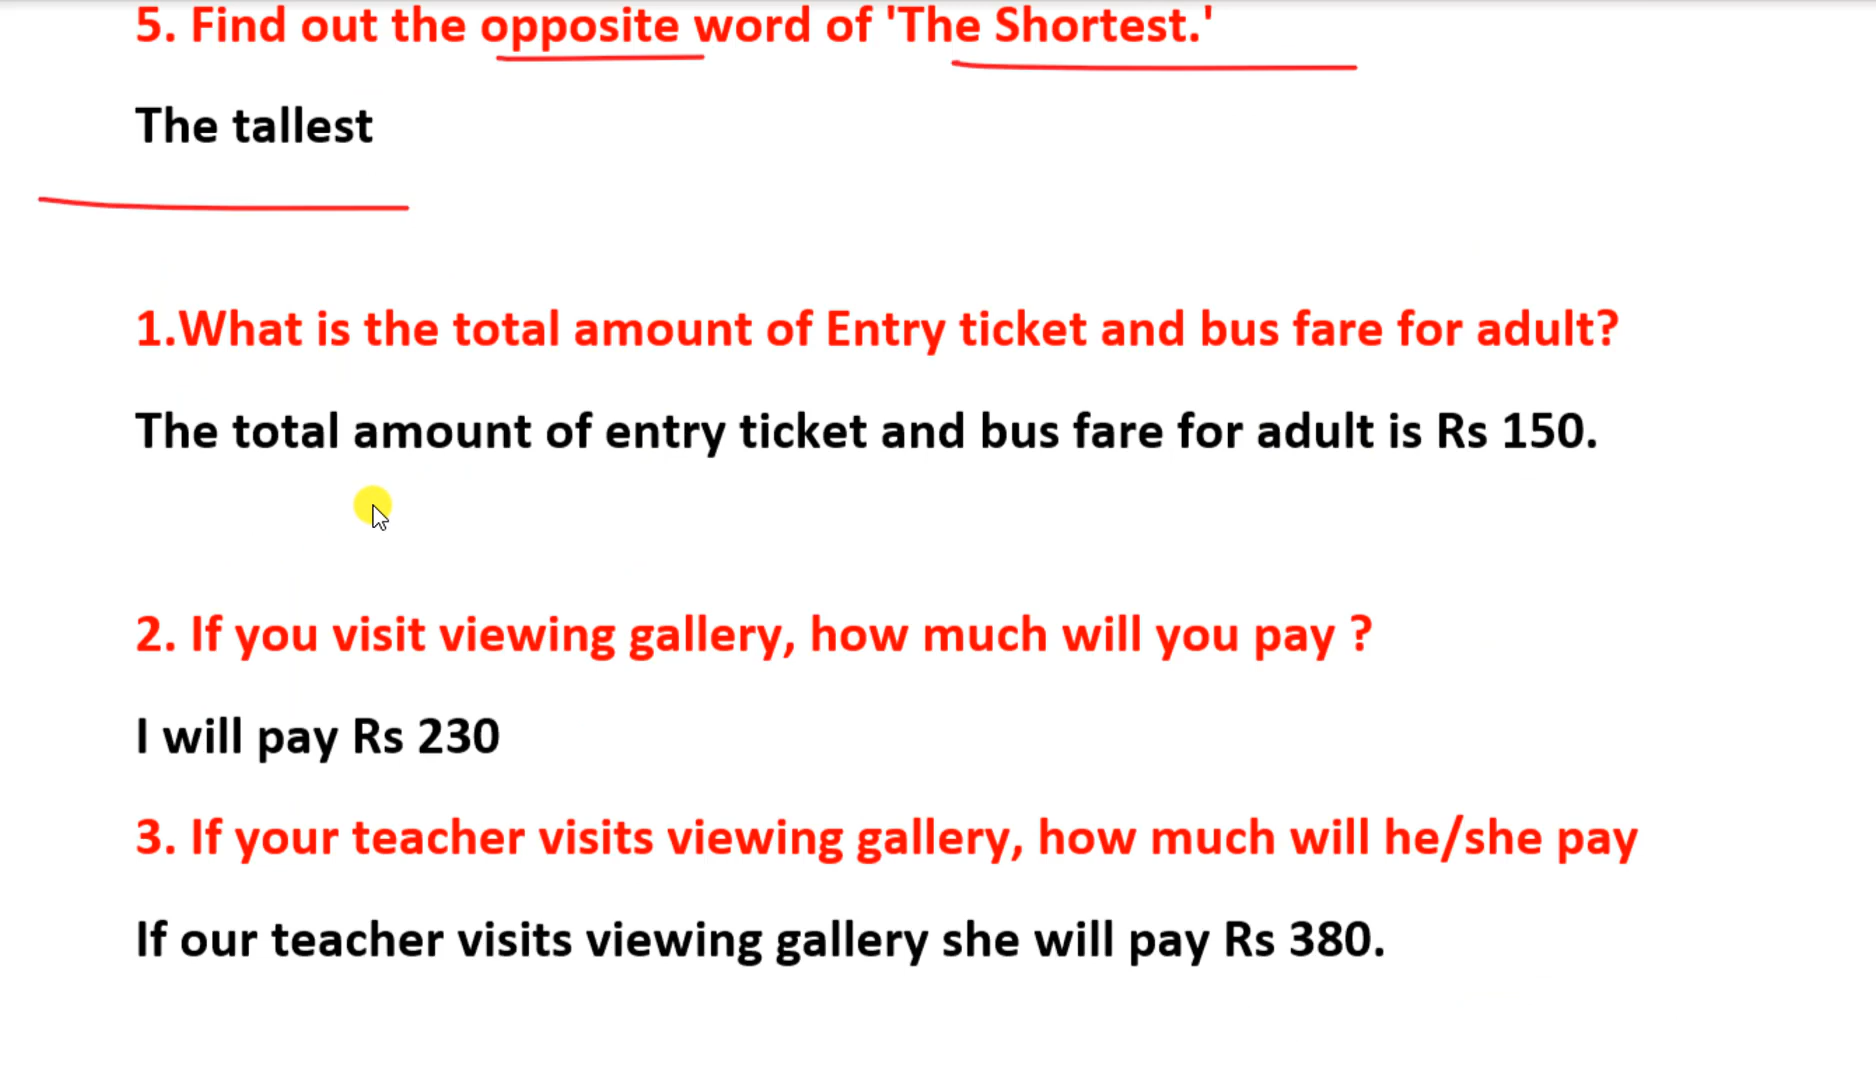 5. Find out the opposite word of 'The Shortest.'
The tallest
1.What is the total amount of Entry ticket and bus fare for adult?
The total amount of entry ticket and bus fare for adult is Rs 150.
2. If you visit viewing gallery, how much will you pay ?
I will pay Rs 230
3. If your teacher visits viewing gallery, how much will he/she pay
If our teacher visits viewing gallery she will pay Rs 380.